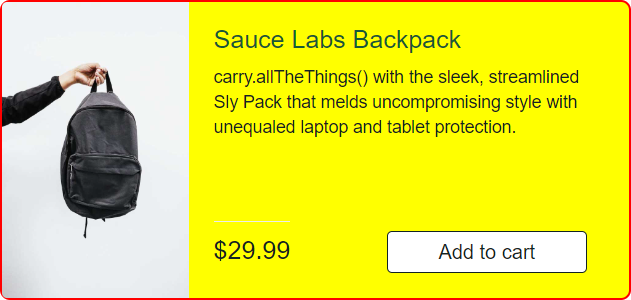 Sauce Labs Backpack
carry.allTheThings() with the sleek, streamlined
Sly Pack that melds uncompromising style with
unequaled laptop and tablet protection.
$29.99
Add to cart